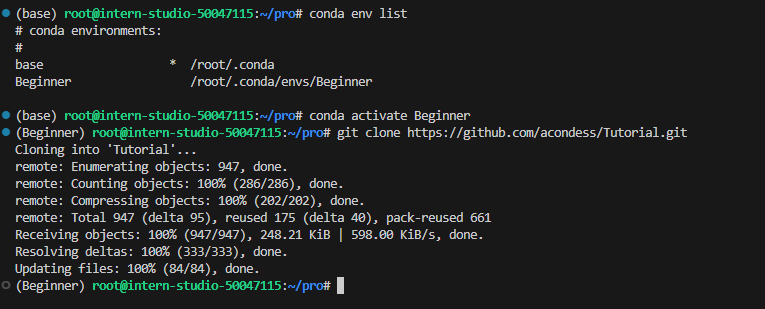 (base) root@intern-studio-50047115:~/pro# conda env list
# conda environments:
#
base                  *  /root/.conda
Beginner                 /root/.conda/envs/Beginner
(base) root@intern-studio-50047115:~/pro# conda activate Beginner
(Beginner) root@intern-studio-50047115:~/pro# git clone https://github.com/acondess/Tutorial.git
Cloning into 'Tutorial'...
remote: Enumerating objects: 947, done.
remote: Counting objects: 100% (286/286), done.
remote: Compressing objects: 100% (202/202), done.
remote: Total 947 (delta 95), reused 175 (delta 40), pack-reused 661
Receiving objects: 100% (947/947), 248.21 KiB | 598.00 KiB/s, done.
Resolving deltas: 100% (333/333), done.
Updating files: 100% (84/84), done.
(Beginner) root@intern-studio-50047115:~/pro#